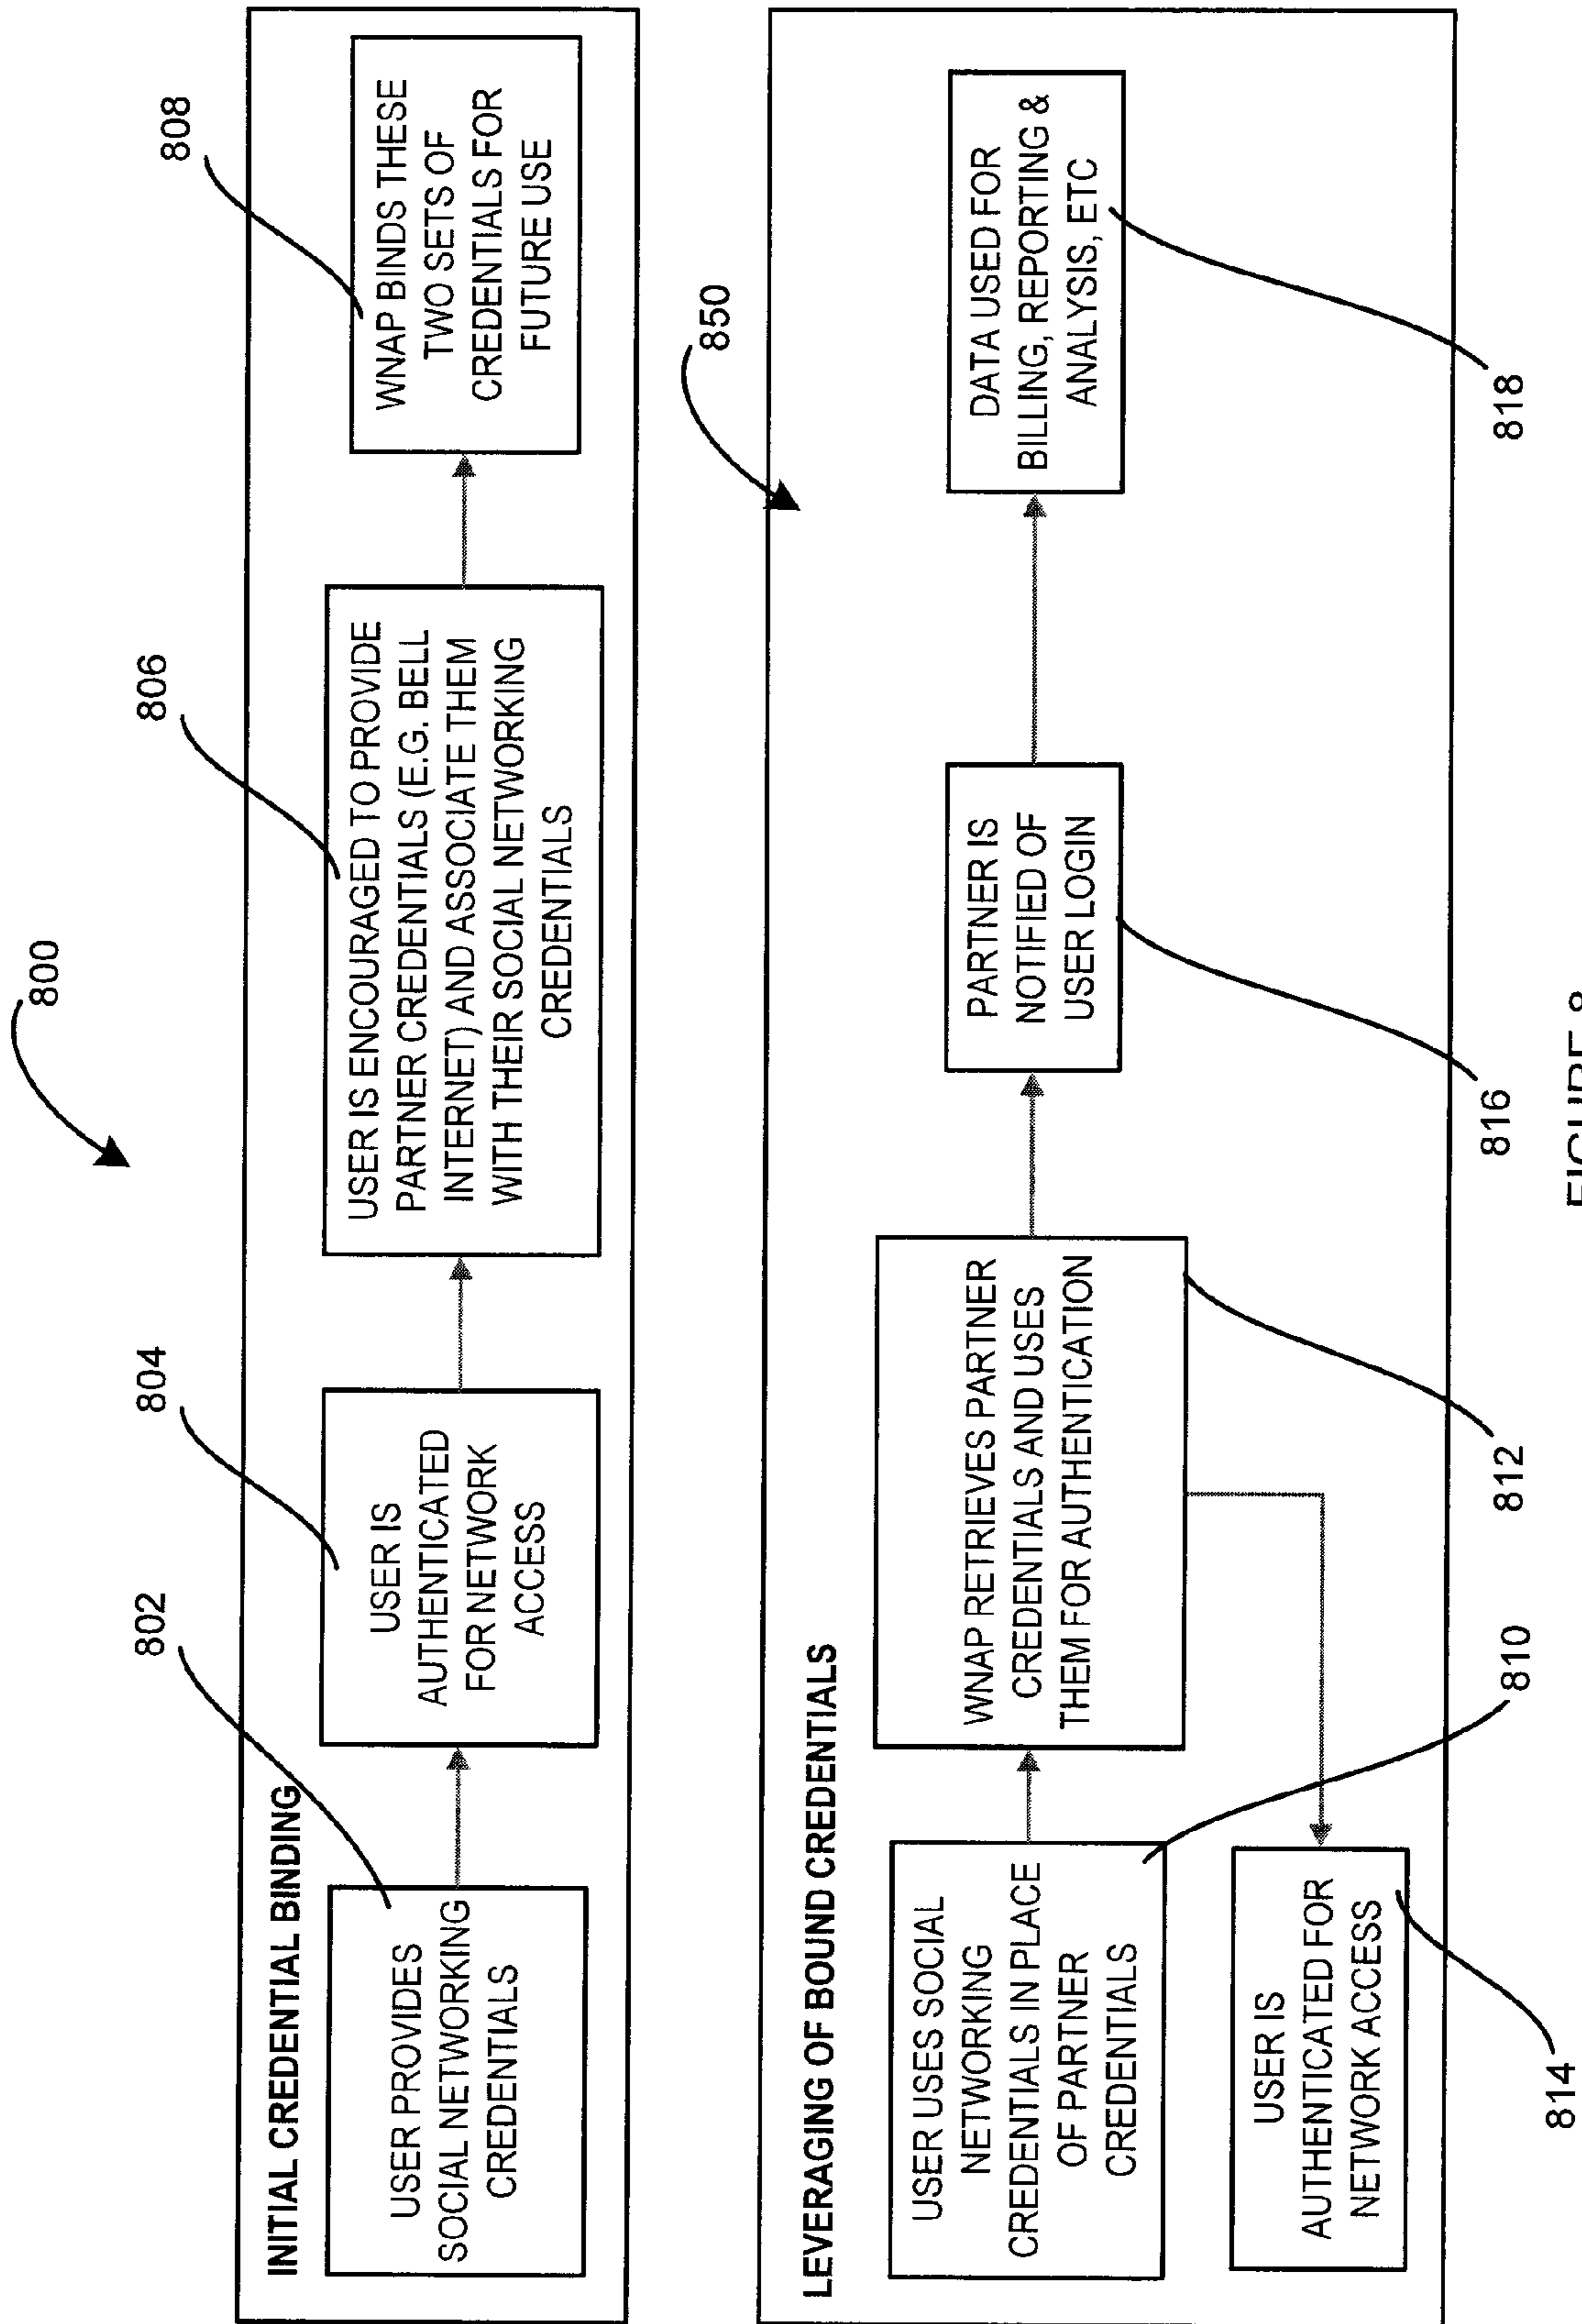 800
INITIAL CREDENTIAL BINDING
802
USER PROVIDES
SOCIAL NETWORKING
CREDENTIALS
804
USER IS
AUTHENTICATED
FOR NETWORK
ACCESS
806
USER IS ENCOURAGED TO PROVIDE
PARTNER CREDENTIALS (E.G. BELL
INTERNET) AND ASSOCIATE THEM
WITH THEIR SOCIAL NETWORKING
CREDENTIALS
808
WNAP BINDS THESE
TWO SETS OF
CREDENTIALS FOR
FUTURE USE
850
LEVERAGING OF BOUND CREDENTIALS
USER USES SOCIAL
NETWORKING
CREDENTIALS IN PLACE
OF PARTNER
CREDENTIALS
810
WNAP RETRIEVES PARTNER
CREDENTIALS AND USES
THEM FOR AUTHENTICATION
812
PARTNER IS
NOTIFIED OF
USER LOGIN
816
DATA USED FOR
BILLING, REPORTING &
ANALYSIS, ETC
818
USER IS
AUTHENTICATED FOR
NETWORK ACCESS
814
FIGURE 8